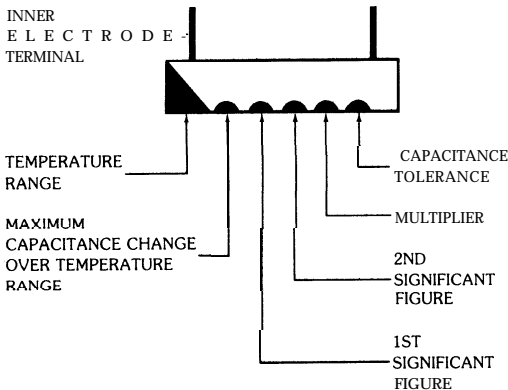 INNER
ELECTRODE-
TERMINAL
TEMPERATURE
RANGE
MAXIMUM
CAPACITANCE CHANGE
OVER TEMPERATURE
RANGE
CAPACITANCE
TOLERANCE
MULTIPLIER
2ND
SIGNIFICANT
FIGURE
1ST
SIGNIFICANT
FIGURE